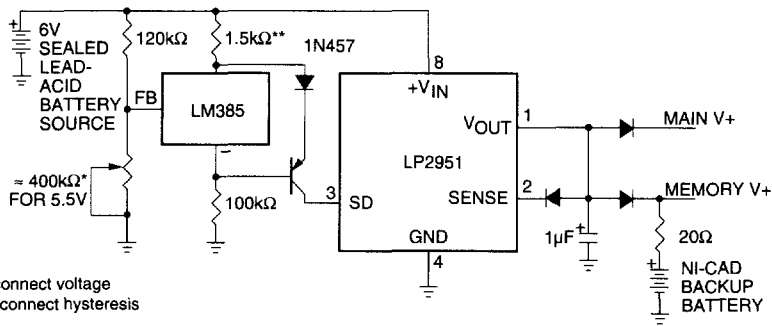 6V
SEALED
LEAD-
ACID
BATTERY
SOURCE
120kΩ
1.5kΩ**
1N457
FB
LM385
−
≈ 400kΩ*
FOR 5.5V
100kΩ
8
+VIN
VOUT
1
MAIN V+
LP2951
3
SD
SENSE
2
MEMORY V+
GND
4
1µF
+
20Ω
+
NI-CAD
BACKUP
BATTERY
+
connect voltage
connect hysteresis